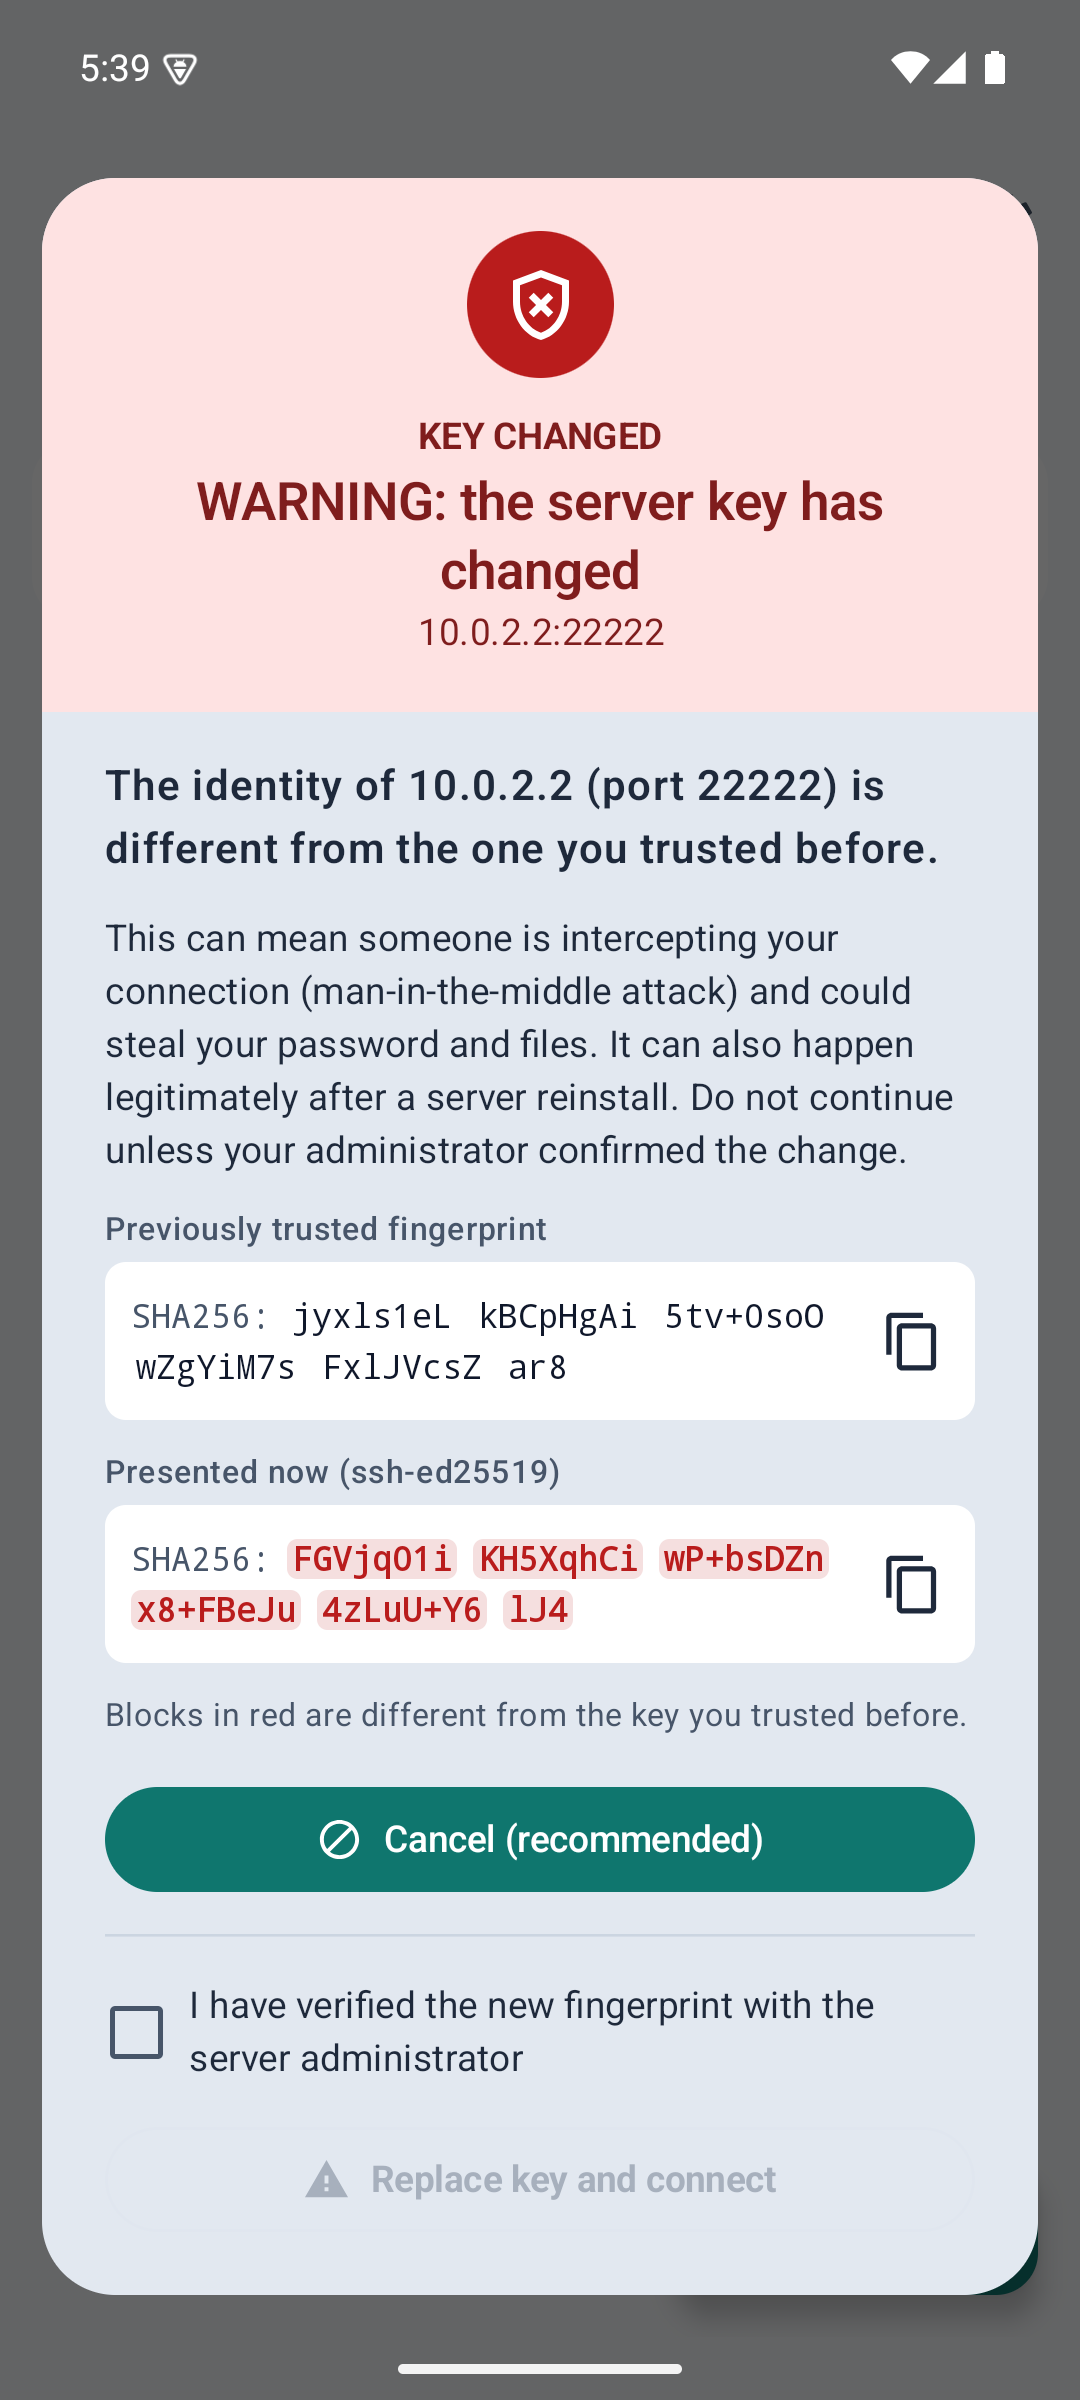 5:39
KEY CHANGED
WARNING: the server key has
changed
10.0.2.2:22222
The identity of 10.0.2.2 (port 22222) is
different from the one you trusted before.
This can mean someone is intercepting your
connection (man-in-the-middle attack) and could
steal your password and files. It can also happen
legitimately after a server reinstall. Do not continue
unless your administrator confirmed the change.
Previously trusted fingerprint
SHA256: jyxls1eL kBCpHgAi 5tv+OsoO
wZgYiM7s FxlJVcsZ ar8
Presented now (ssh-ed25519)
SHA256: FGVjqO1i KH5XqhCi wP+bsDZn
x8+FBeJu 4zLuU+Y6 lJ4
Blocks in red are different from the key you trusted before.
Cancel (recommended)
I have verified the new fingerprint with the
server administrator
Replace key and connect